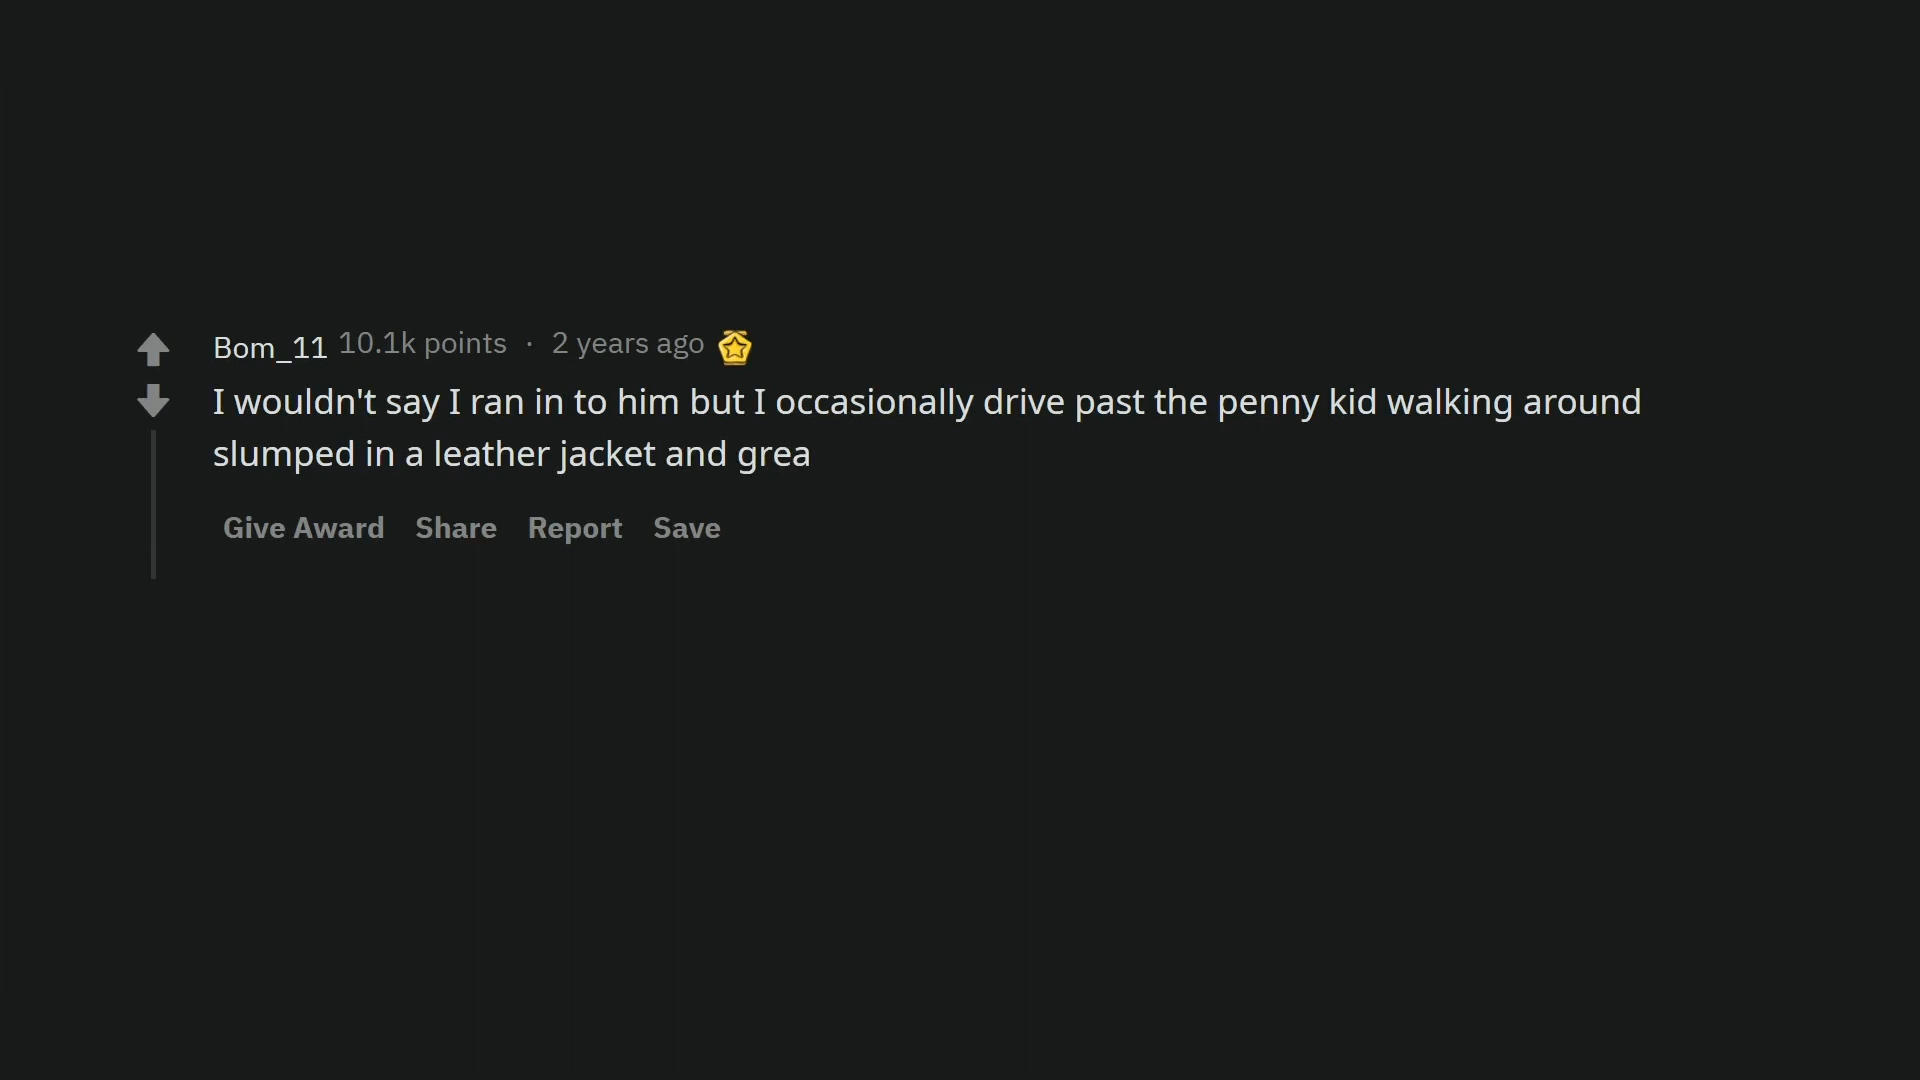 Bom_11 10.1k points · 2 years ago
I wouldn't say I ran in to him but I occasionally drive past the penny kid walking around
slumped in a leather jacket and grea
Give Award Share Report Save